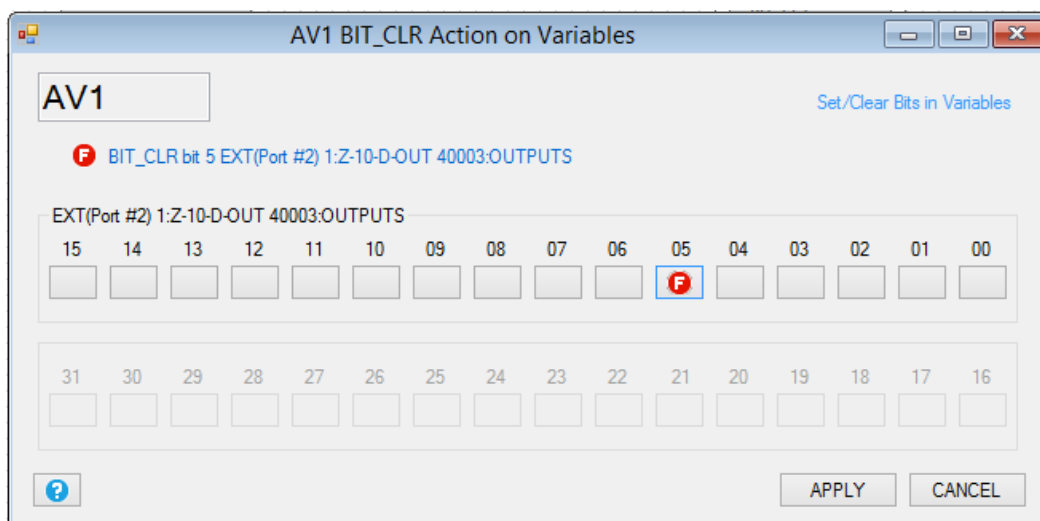 AV1 BIT_CLR Action on Variables
AV1
Set/Clear Bits in Variables
F BIT_CLR bit 5 EXT(Port #2) 1:Z-10-D-OUT 40003:OUTPUTS
EXT(Port #2) 1:Z-10-D-OUT 40003:OUTPUTS
15 14 13 12 11 10 09 08 07 06 05 04 03 02 01 00
F
31 30 29 28 27 26 25 24 23 22 21 20 19 18 17 16
? APPLY CANCEL